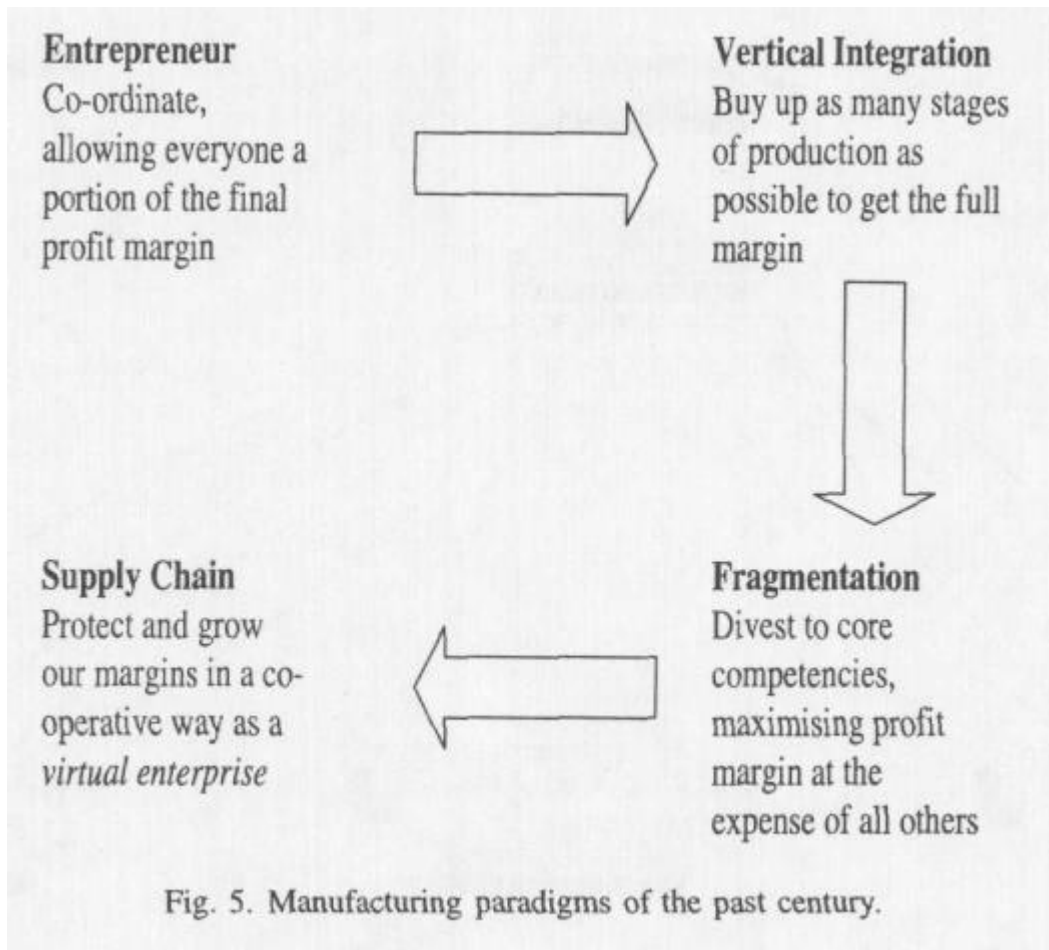 Entrepreneur
Co-ordinate,
allowing everyone a
portion of the final
profit margin
Vertical Integration
Buy up as many stages
of production as
possible to get the full
margin
Supply Chain
Protect and grow
our margins in a co-
operative way as a
virtual enterprise
Fragmentation
Divest to core
competencies,
maximising profit
margin at the
expense of all others
Fig. 5. Manufacturing paradigms of the past century.